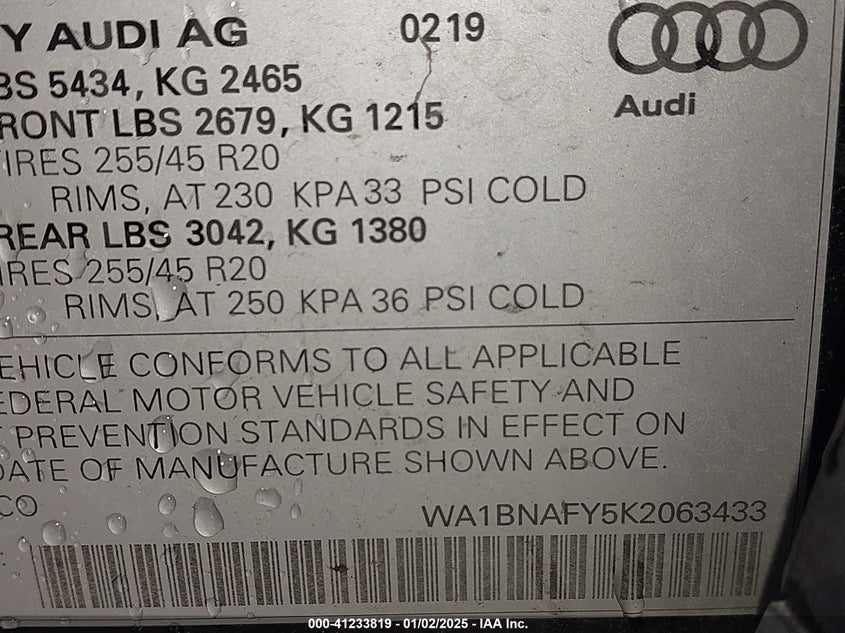 Y AUDI AG 0219
BS 5434, KG 2465
Audi
RONT LBS 2679, KG 1215
IRES 255/45 R20
RIMS, AT 230 KPA 33 PSI COLD
REAR LBS 3042, KG 1380
IRES 255/45 R20
RIMS, AT 250 KPA 36 PSI COLD
EHICLE CONFORMS TO ALL APPLICABLE
EDERAL MOTOR VEHICLE SAFETY AND
T PREVENTION STANDARDS IN EFFECT ON
DATE OF MANUFACTURE SHOWN ABOVE.
CO
WA1BNAFY5K2063433
000-41233819 - 01/02/2025 - IAA Inc.